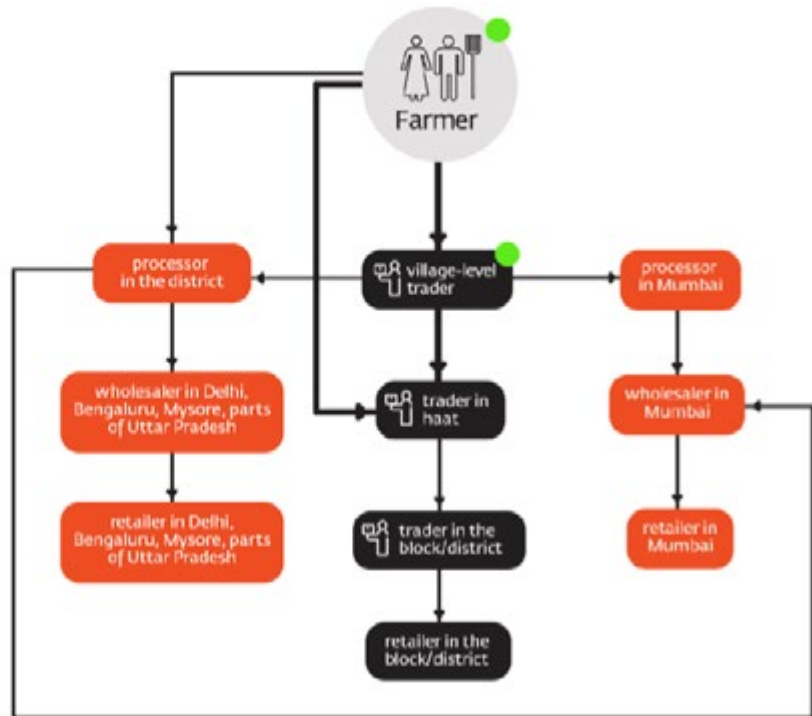 Farmer
processor
in the district
village-level
trader
processor
in Mumbai
wholesaler in Delhi,
Bengaluru, Mysore, parts
of Uttar Pradesh
trader in
haat
wholesaler in
Mumbai
retailer in Delhi,
Bengaluru, Mysore, parts
of Uttar Pradesh
trader in the
block/district
retailer in
Mumbai
retailer in the
block/district